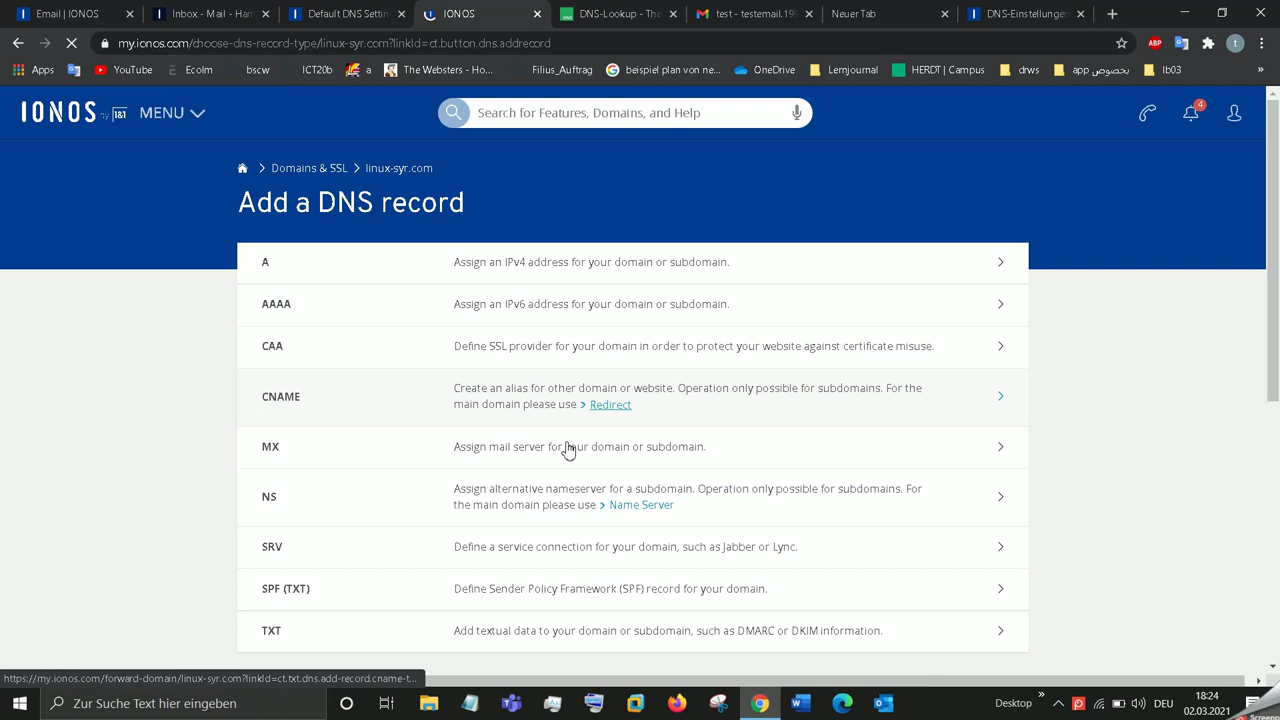 Email | IONOS
Inbox - Mail - Har
Default DNS Setti
IONOS
DNS-Lookup - The
test - testemail.199
Neuer Tab
DNS-Einstellungen
my.ionos.com/choose-dns-record-type/linux-syr.com?linkId=ct.button.dns.addrecord
ABP
t
Apps
YouTube
Ecolm
bscw
ICT20b
a
The Websters - Ho...
Filius_Auftrag
beispiel plan von ne...
OneDrive
Lernjournal
HERDT | Campus
drws
بخصوص app
lb03
»
IONOS by 1&1
MENU
Search for Features, Domains, and Help
4
Domains & SSL
linux-syr.com
Add a DNS record
A
Assign an IPv4 address for your domain or subdomain.
AAAA
Assign an IPv6 address for your domain or subdomain.
CAA
Define SSL provider for your domain in order to protect your website against certificate misuse.
CNAME
Create an alias for other domain or website. Operation only possible for subdomains. For the
main domain please use > Redirect
MX
Assign mail server for your domain or subdomain.
NS
Assign alternative nameserver for a subdomain. Operation only possible for subdomains. For
the main domain please use > Name Server
SRV
Define a service connection for your domain, such as Jabber or Lync.
SPF (TXT)
Define Sender Policy Framework (SPF) record for your domain.
TXT
Add textual data to your domain or subdomain, such as DMARC or DKIM information.
https://my.ionos.com/forward-domain/linux-syr.com?linkId=ct.txt.dns.add-record.cname-t...
Zur Suche Text hier eingeben
Desktop
»
DEU
18:24
02.03.2021